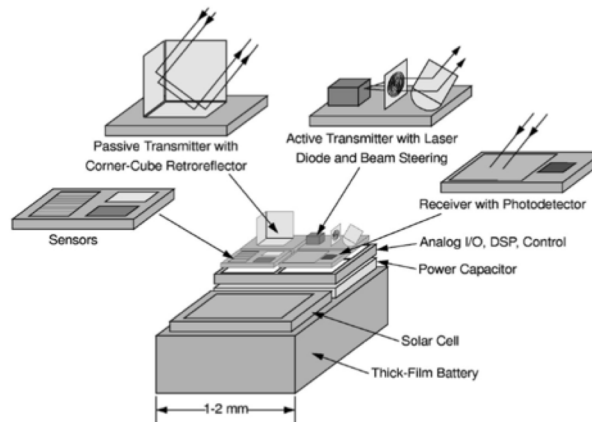 Passive Transmitter with
Corner-Cube Retroreflector
Active Transmitter with Laser
Diode and Beam Steering
Receiver with Photodetector
Sensors
Analog I/O, DSP, Control
Power Capacitor
Solar Cell
Thick-Film Battery
1-2 mm